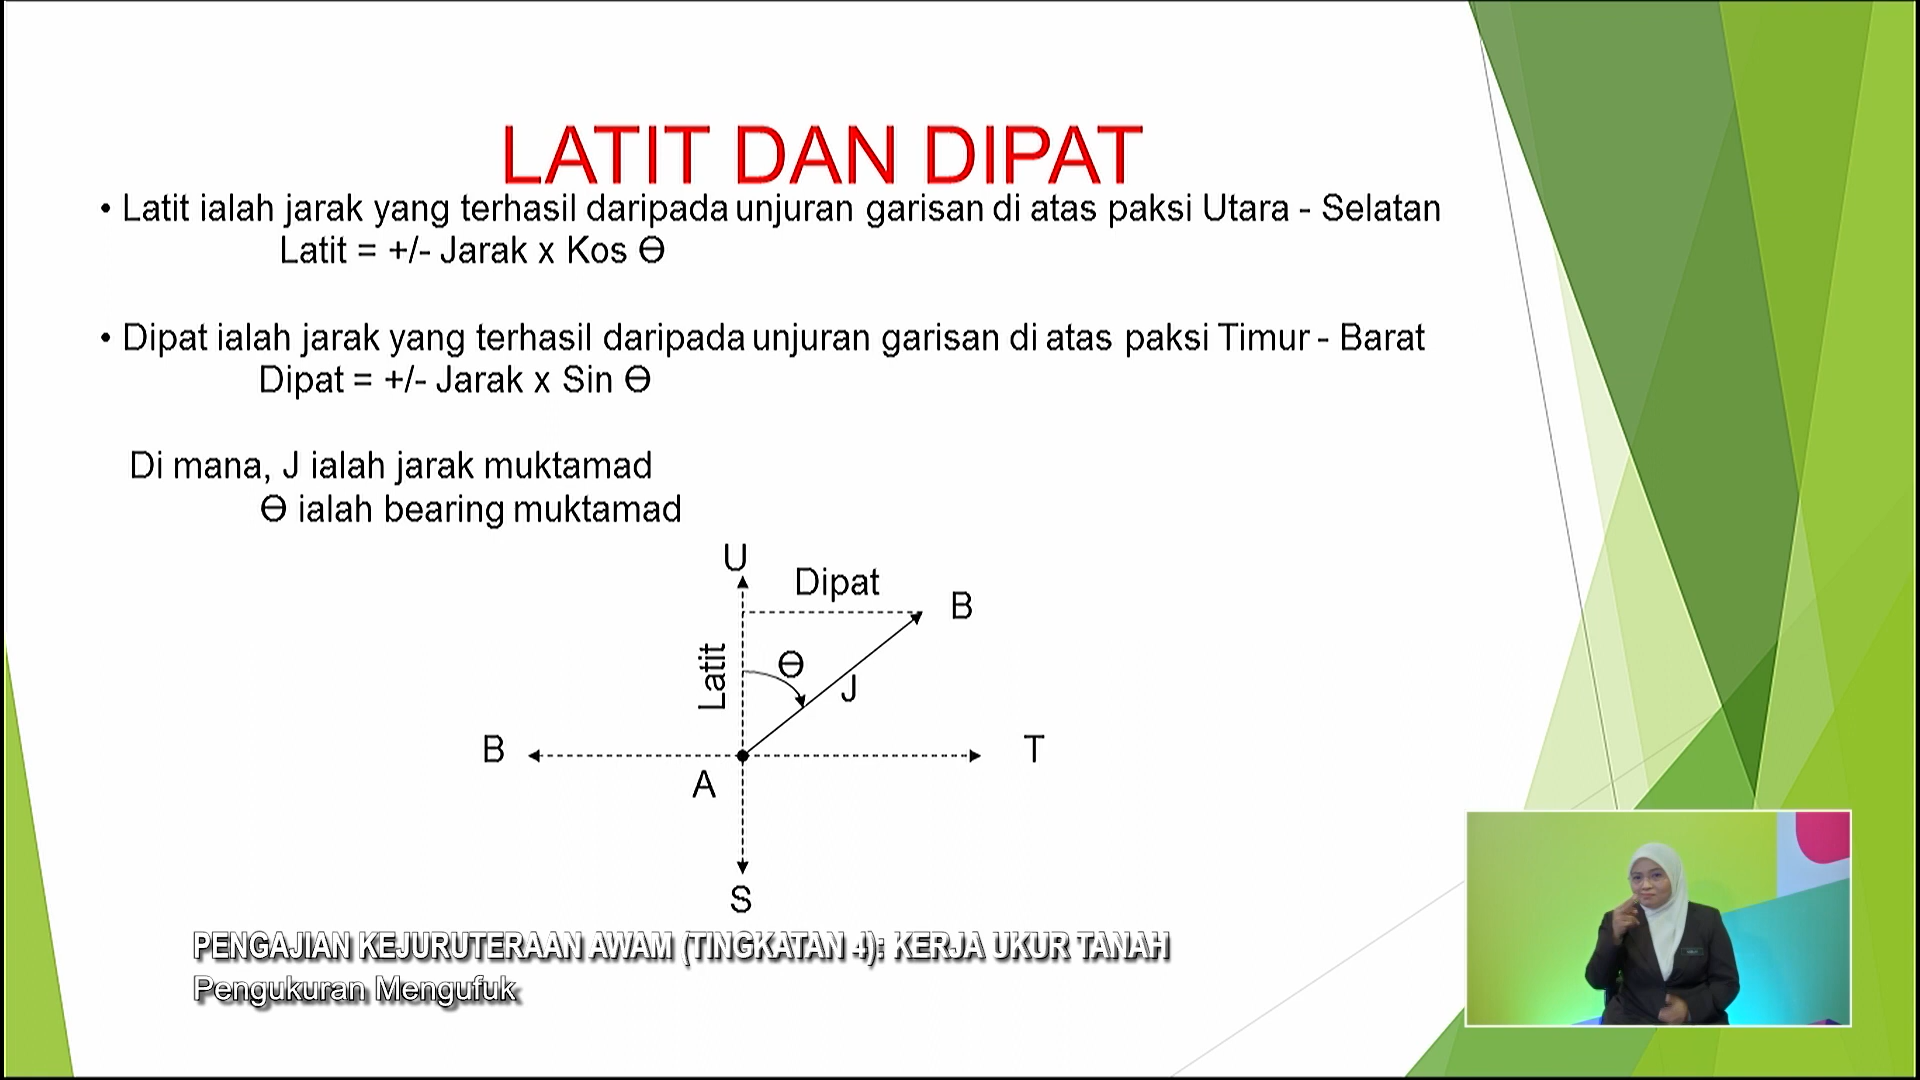 LATIT DAN DIPAT
• Latit ialah jarak yang terhasil daripada unjuran garisan di atas paksi Utara - Selatan
Latit = +/- Jarak x Kos Ɵ
• Dipat ialah jarak yang terhasil daripada unjuran garisan di atas paksi Timur - Barat
Dipat = +/- Jarak x Sin Ɵ
Di mana, J ialah jarak muktamad
Ɵ ialah bearing muktamad
U
Dipat
B
Latit
Ɵ
J
B
T
A
S
PENGAJIAN KEJURUTERAAN AWAM (TINGKATAN 4): KERJA UKUR TANAH
Pengukuran Mengufuk